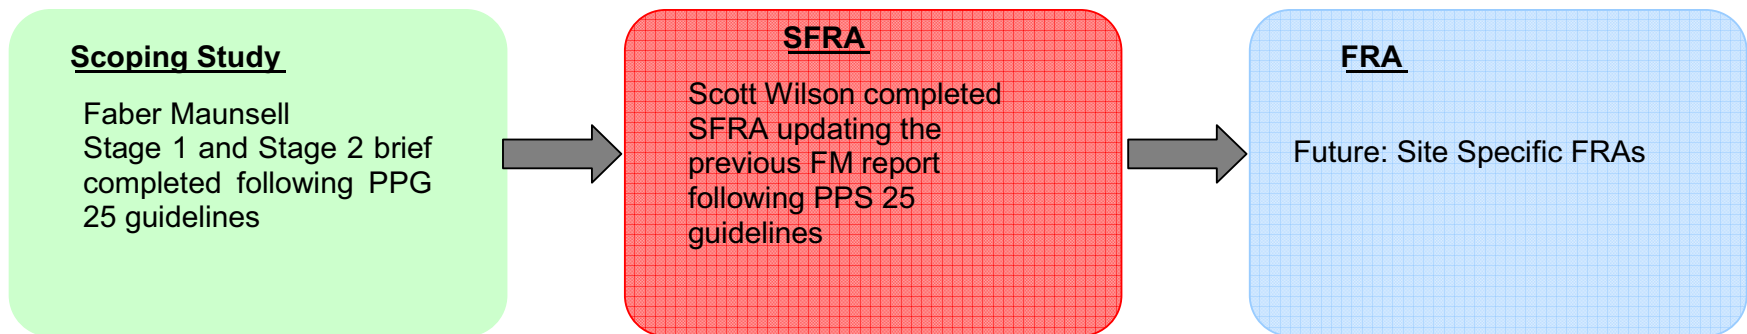 Scoping Study
Faber Maunsell
Stage 1 and Stage 2 brief
completed following PPG
25 guidelines
SFRA
Scott Wilson completed
SFRA updating the
previous FM report
following PPS 25
guidelines
FRA
Future: Site Specific FRAs